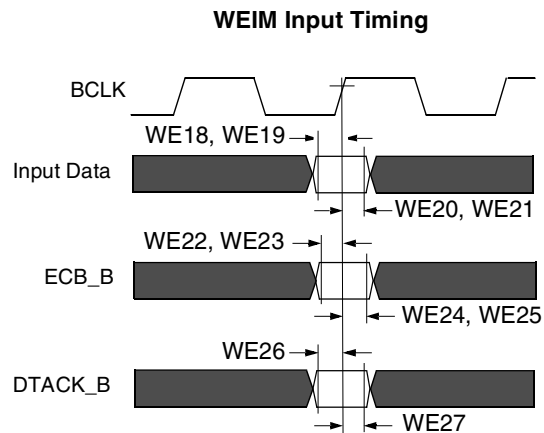 WEIM Input Timing
BCLK
WE18, WE19
Input Data
WE20, WE21
WE22, WE23
ECB_B
WE24, WE25
WE26
DTACK_B
WE27